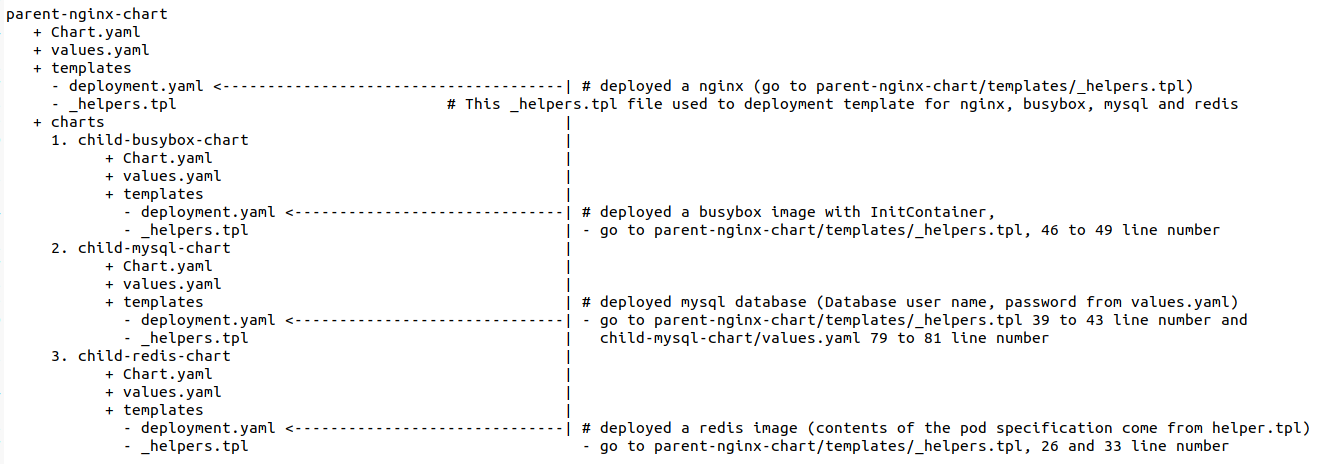 parent-nginx-chart
   + Chart.yaml
   + values.yaml
   + templates
     - deployment.yaml <--------------------------------------| # deployed a nginx (go to parent-nginx-chart/templates/_helpers.tpl)
     - _helpers.tpl                              # This _helpers.tpl file used to deployment template for nginx, busybox, mysql and redis
   + charts                                                   |
     1. child-busybox-chart                                   |
           + Chart.yaml                                       |
           + values.yaml                                      |
           + templates                                        |
             - deployment.yaml <------------------------------| # deployed a busybox image with InitContainer,
             - _helpers.tpl                                   | - go to parent-nginx-chart/templates/_helpers.tpl, 46 to 49 line number
     2. child-mysql-chart                                     |
           + Chart.yaml                                       |
           + values.yaml                                      |
           + templates                                        | # deployed mysql database (Database user name, password from values.yaml)
             - deployment.yaml <------------------------------| - go to parent-nginx-chart/templates/_helpers.tpl 39 to 43 line number and
             - _helpers.tpl                                   |   child-mysql-chart/values.yaml 79 to 81 line number
     3. child-redis-chart                                     |
           + Chart.yaml                                       |
           + values.yaml                                      |
           + templates                                        |
             - deployment.yaml <------------------------------| # deployed a redis image (contents of the pod specification come from helper.tpl)
             - _helpers.tpl                                     - go to parent-nginx-chart/templates/_helpers.tpl, 26 and 33 line number